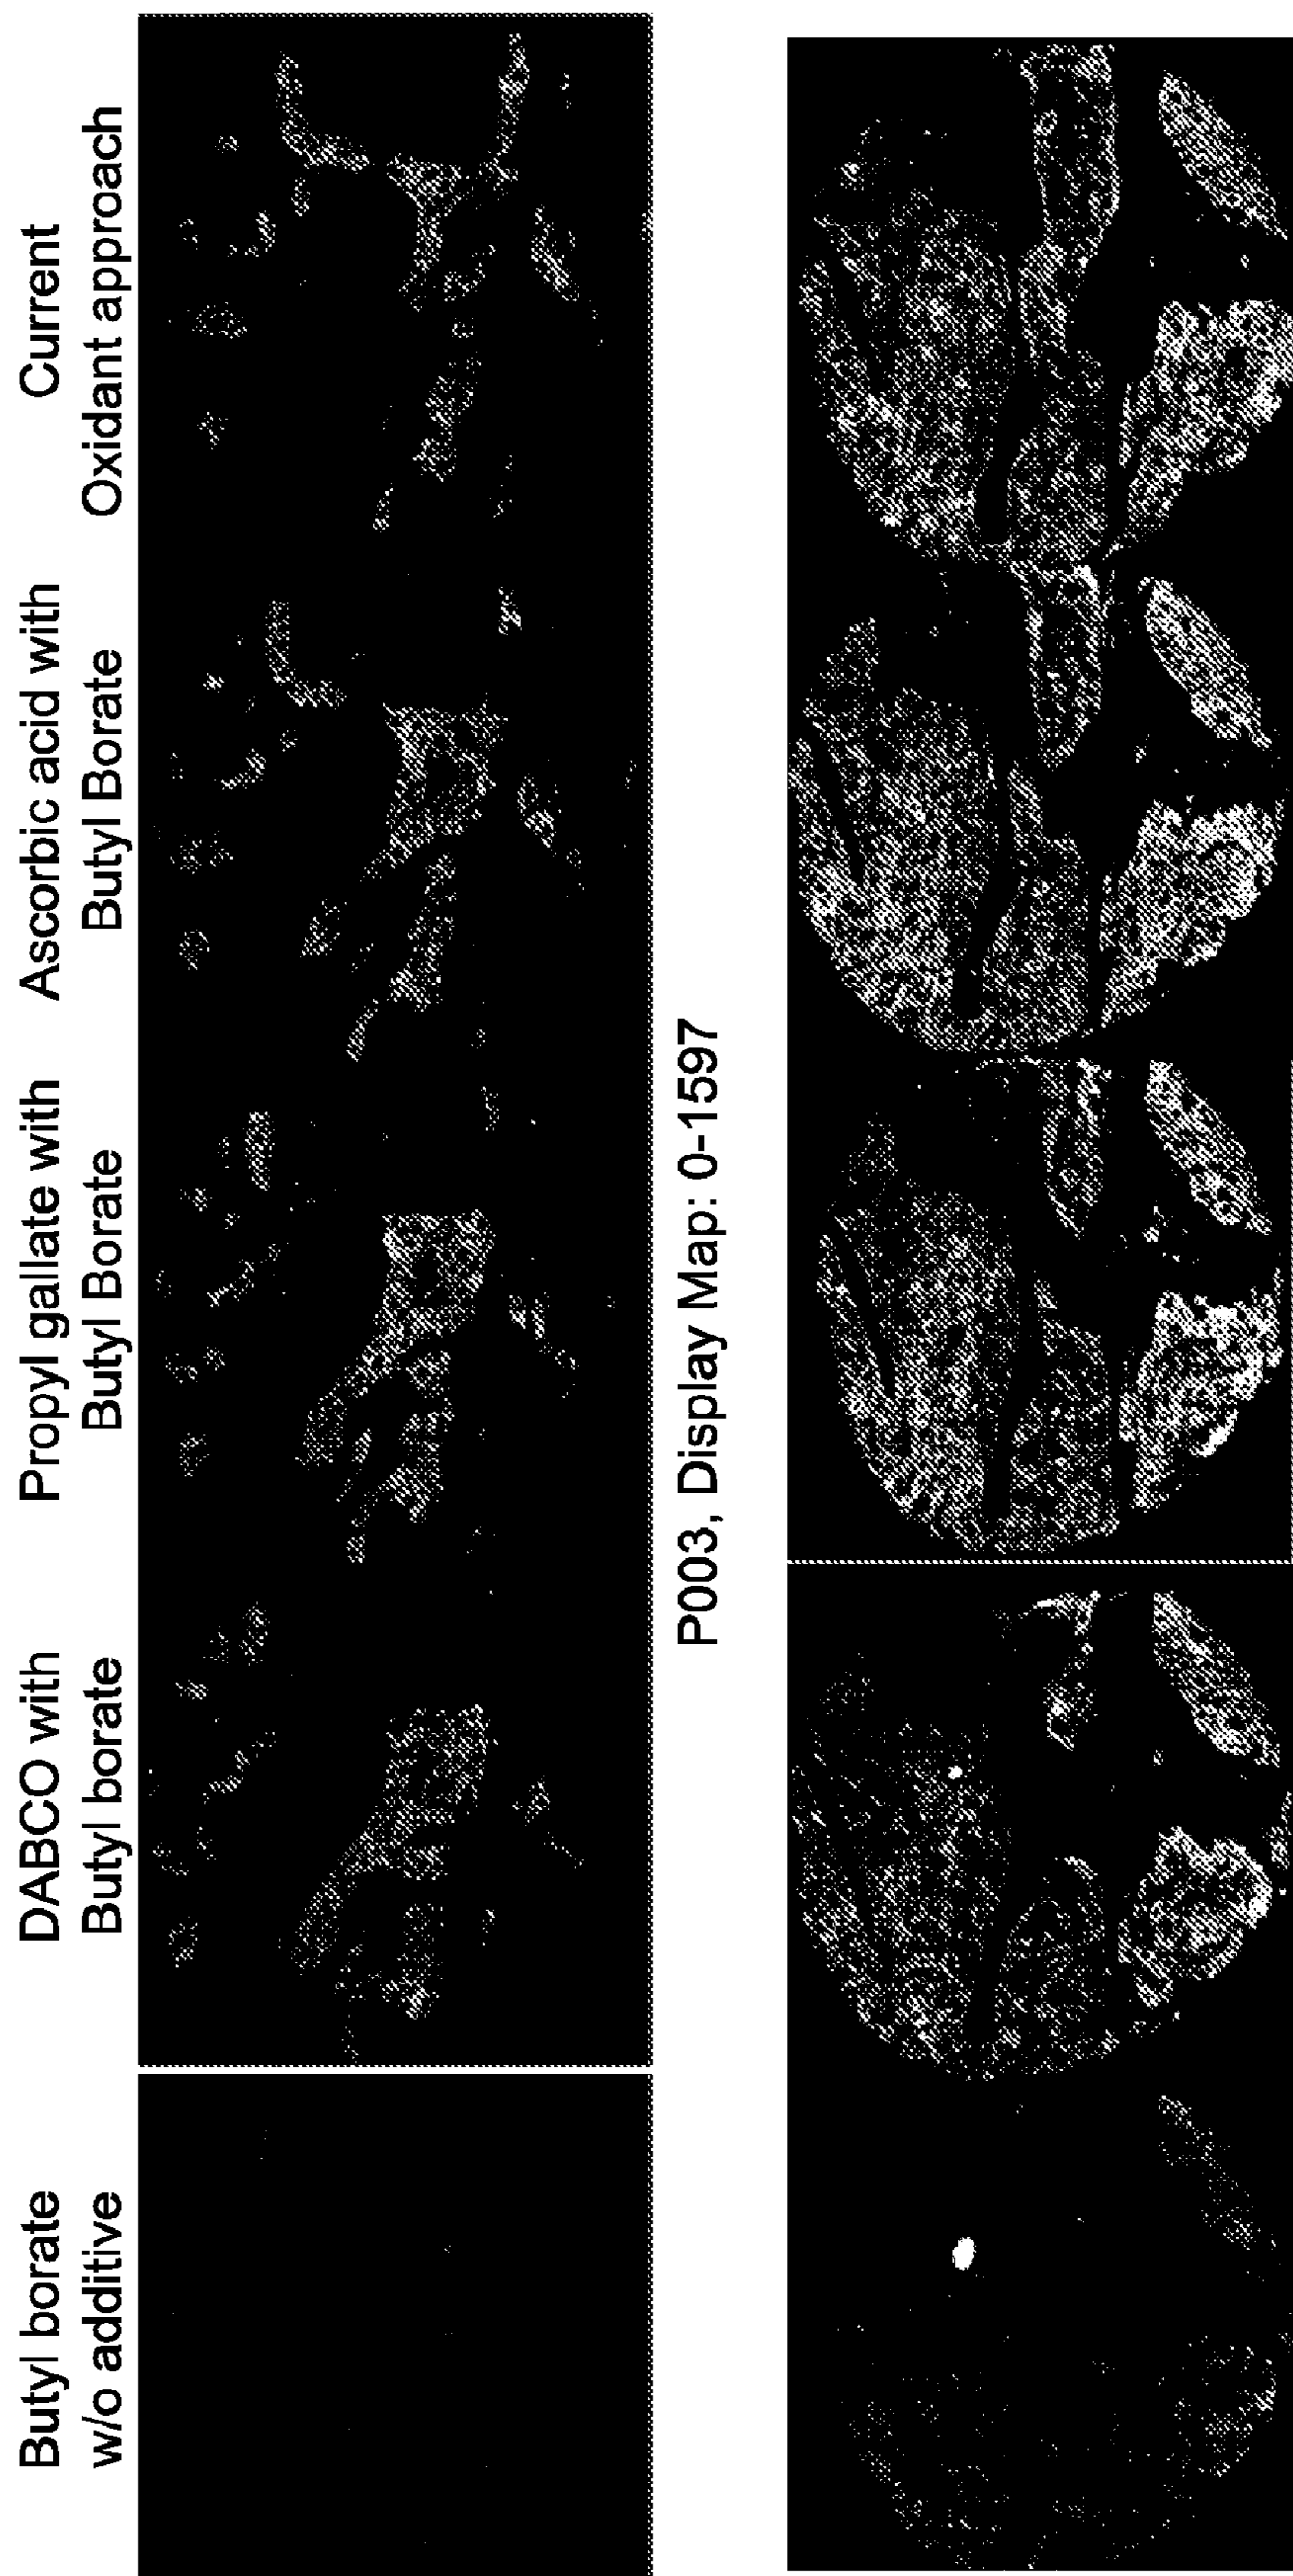 Butyl borate
w/o additive
DABCO with
Butyl borate
Propyl gallate with
Butyl Borate
Ascorbic acid with
Butyl Borate
Current
Oxidant approach
P003, Display Map: 0-1597